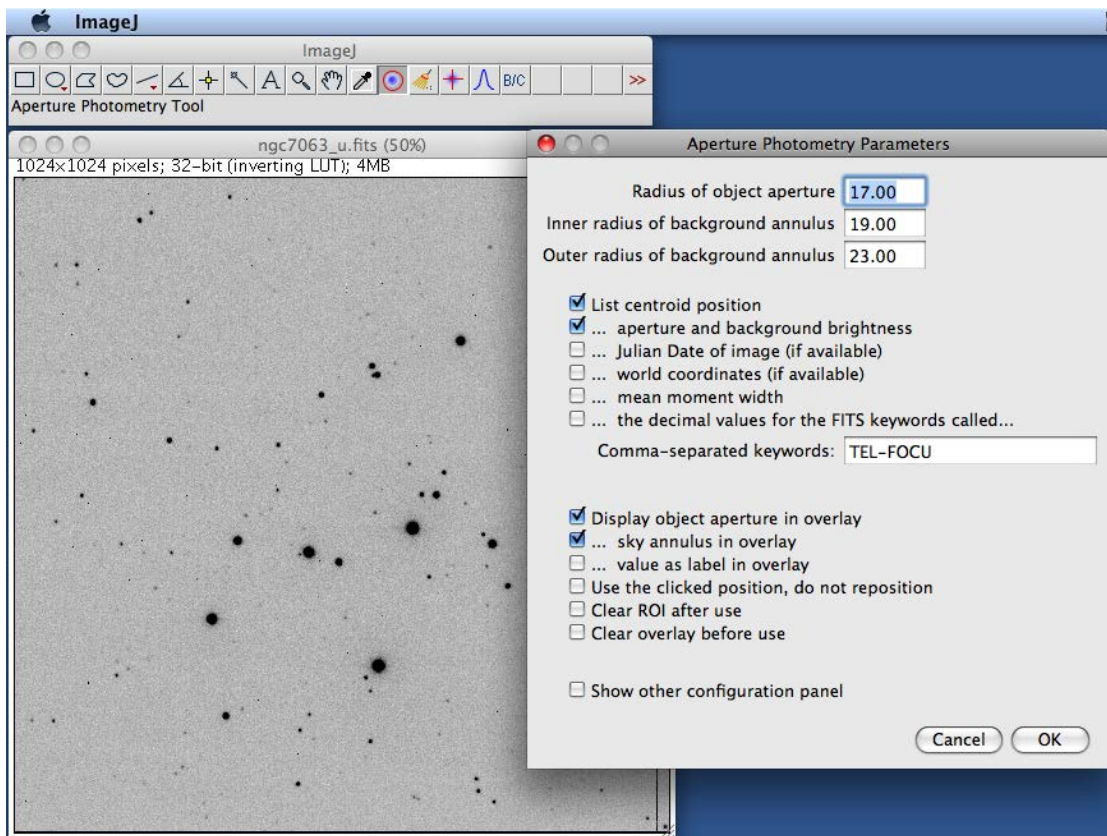 ImageJ
ImageJ
A B/C >>
Aperture Photometry Tool
ngc7063_u.fits (50%)
1024x1024 pixels; 32-bit (inverting LUT); 4MB
Aperture Photometry Parameters
Radius of object aperture 17.00
Inner radius of background annulus 19.00
Outer radius of background annulus 23.00
List centroid position
... aperture and background brightness
... Julian Date of image (if available)
... world coordinates (if available)
... mean moment width
... the decimal values for the FITS keywords called...
Comma-separated keywords: TEL-FOCU
Display object aperture in overlay
... sky annulus in overlay
... value as label in overlay
Use the clicked position, do not reposition
Clear ROI after use
Clear overlay before use
Show other configuration panel
Cancel OK